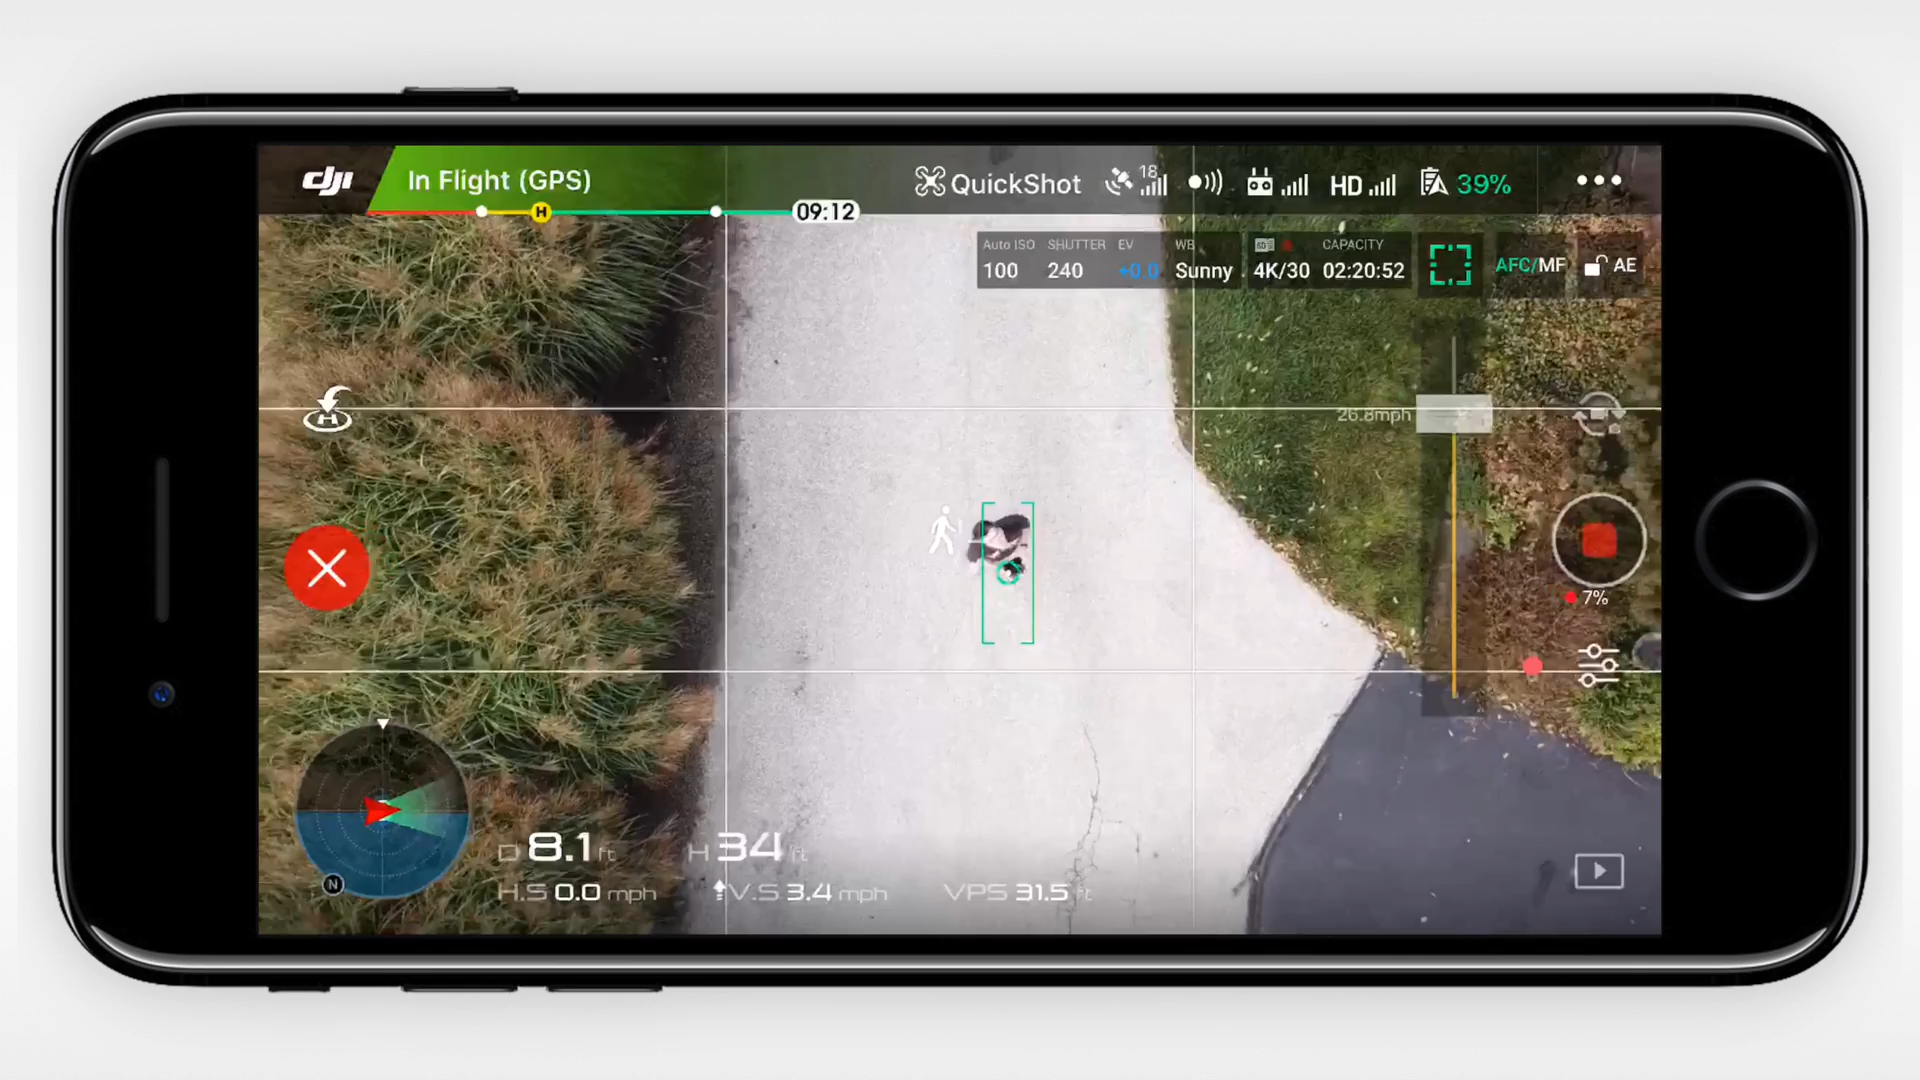 dji In Flight (GPS) QuickShot 18 HD 39%
H 09:12
Auto ISO SHUTTER EV WB CAPACITY
100 240 +0.0 Sunny 4K/30 02:20:52 AFC/MF AE
26.8mph
H
7%
D 8.1 ft H 34 ft
H.S 0.0 mph V.S 3.4 mph VPS 31.5 ft
N